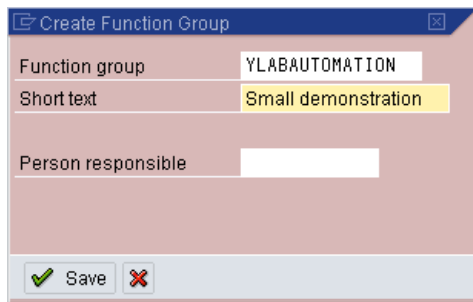 Create Function Group
Function group YLABAUTOMATION
Short text Small demonstration
Person responsible
Save